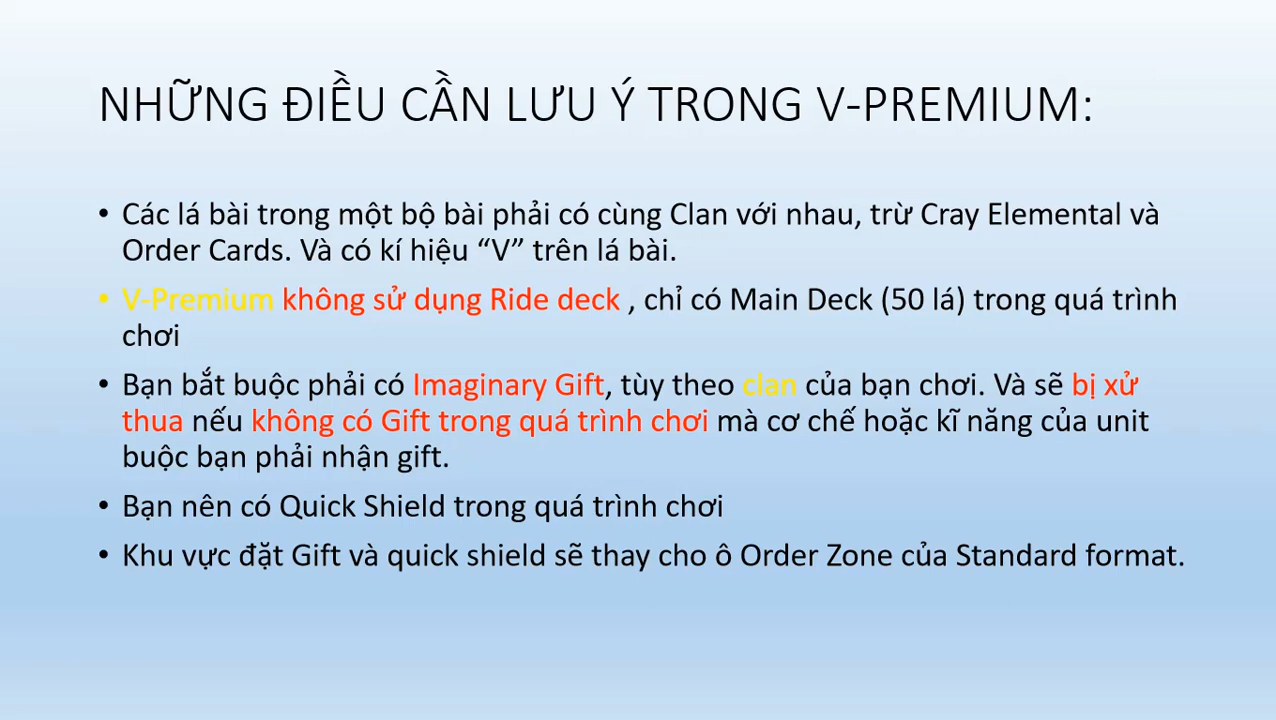 NHỮNG ĐIỀU CẦN LƯU Ý TRONG V-PREMIUM:
• Các lá bài trong một bộ bài phải có cùng Clan với nhau, trừ Cray Elemental và
Order Cards. Và có kí hiệu “V” trên lá bài.
• V-Premium không sử dụng Ride deck , chỉ có Main Deck (50 lá) trong quá trình
chơi
• Bạn bắt buộc phải có Imaginary Gift, tùy theo clan của bạn chơi. Và sẽ bị xử
thua nếu không có Gift trong quá trình chơi mà cơ chế hoặc kĩ năng của unit
buộc bạn phải nhận gift.
• Bạn nên có Quick Shield trong quá trình chơi
• Khu vực đặt Gift và quick shield sẽ thay cho ô Order Zone của Standard format.